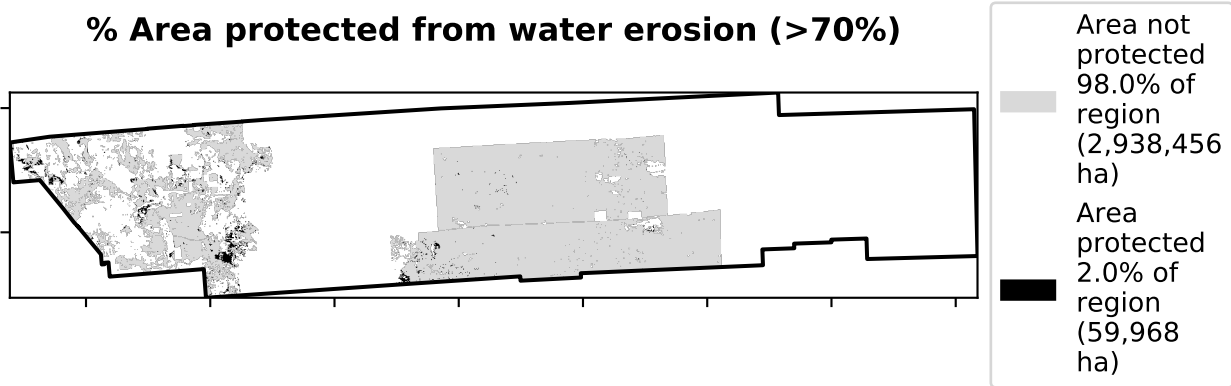 % Area protected from water erosion (>70%)
Area not
protected
98.0% of
region
(2,938,456
ha)
Area
protected
2.0% of
region
(59,968
ha)